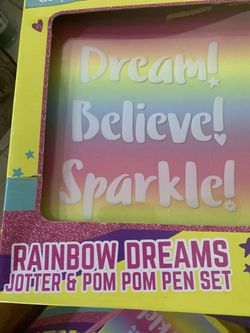 Dream!
Believe!
Sparkle!
RAINBOW DREAMS
JOTTER & POM POM PEN SET